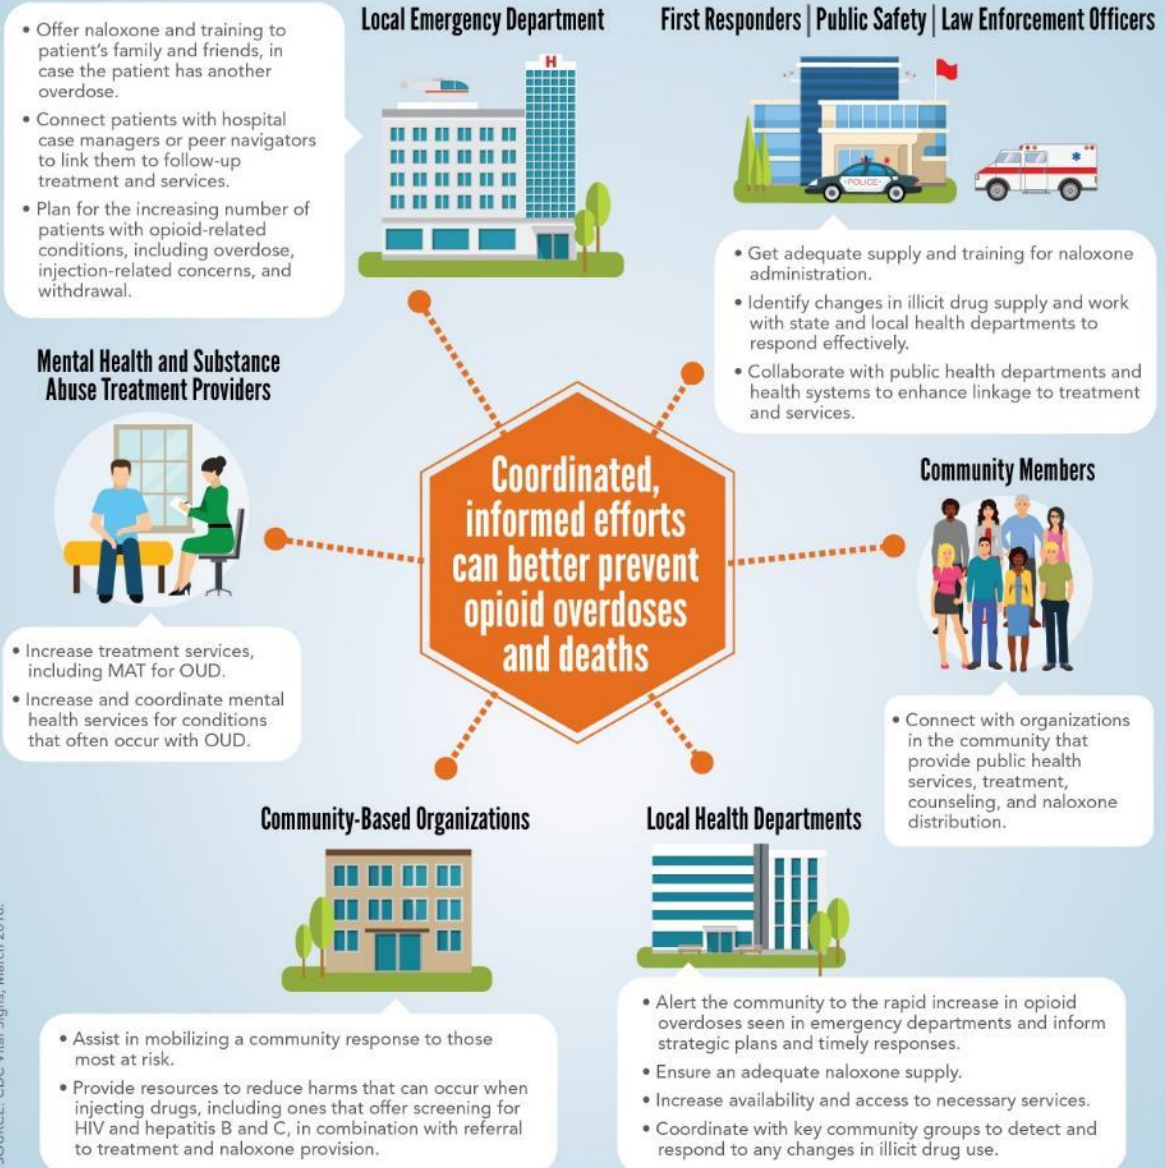 Local Emergency Department
• Offer naloxone and training to
patient's family and friends, in
case the patient has another
overdose.
• Connect patients with hospital
case managers or peer navigators
to link them to follow-up
treatment and services.
• Plan for the increasing number of
patients with opioid-related
conditions, including overdose,
injection-related concerns, and
withdrawal.
H
First Responders | Public Safety | Law Enforcement Officers
POLICE
• Get adequate supply and training for naloxone
administration.
• Identify changes in illicit drug supply and work
with state and local health departments to
respond effectively.
• Collaborate with public health departments and
health systems to enhance linkage to treatment
and services.
Mental Health and Substance
Abuse Treatment Providers
• Increase treatment services,
including MAT for OUD.
• Increase and coordinate mental
health services for conditions
that often occur with OUD.
Coordinated,
informed efforts
can better prevent
opioid overdoses
and deaths
Community Members
• Connect with organizations
in the community that
provide public health
services, treatment,
counseling, and naloxone
distribution.
Community-Based Organizations
• Assist in mobilizing a community response to those
most at risk.
• Provide resources to reduce harms that can occur when
injecting drugs, including ones that offer screening for
HIV and hepatitis B and C, in combination with referral
to treatment and naloxone provision.
Local Health Departments
• Alert the community to the rapid increase in opioid
overdoses seen in emergency departments and inform
strategic plans and timely responses.
• Ensure an adequate naloxone supply.
• Increase availability and access to necessary services.
• Coordinate with key community groups to detect and
respond to any changes in illicit drug use.
SOURCE: CDC Vital Signs, March